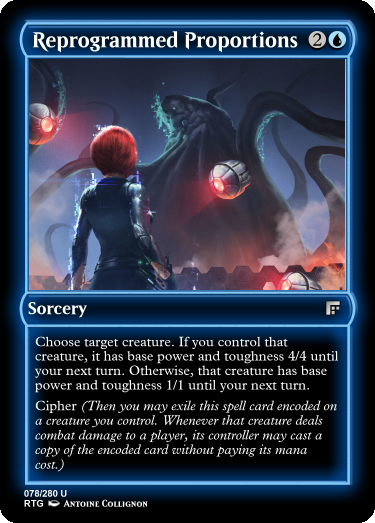 Reprogrammed Proportions 2
Sorcery
Choose target creature. If you control that
creature, it has base power and toughness 4/4 until
your next turn. Otherwise, that creature has base
power and toughness 1/1 until your next turn.
Cipher (Then you may exile this spell card encoded on
a creature you control. Whenever that creature deals
combat damage to a player, its controller may cast a
copy of the encoded card without paying its mana
cost.)
078/280 U
RTG Antoine Collignon